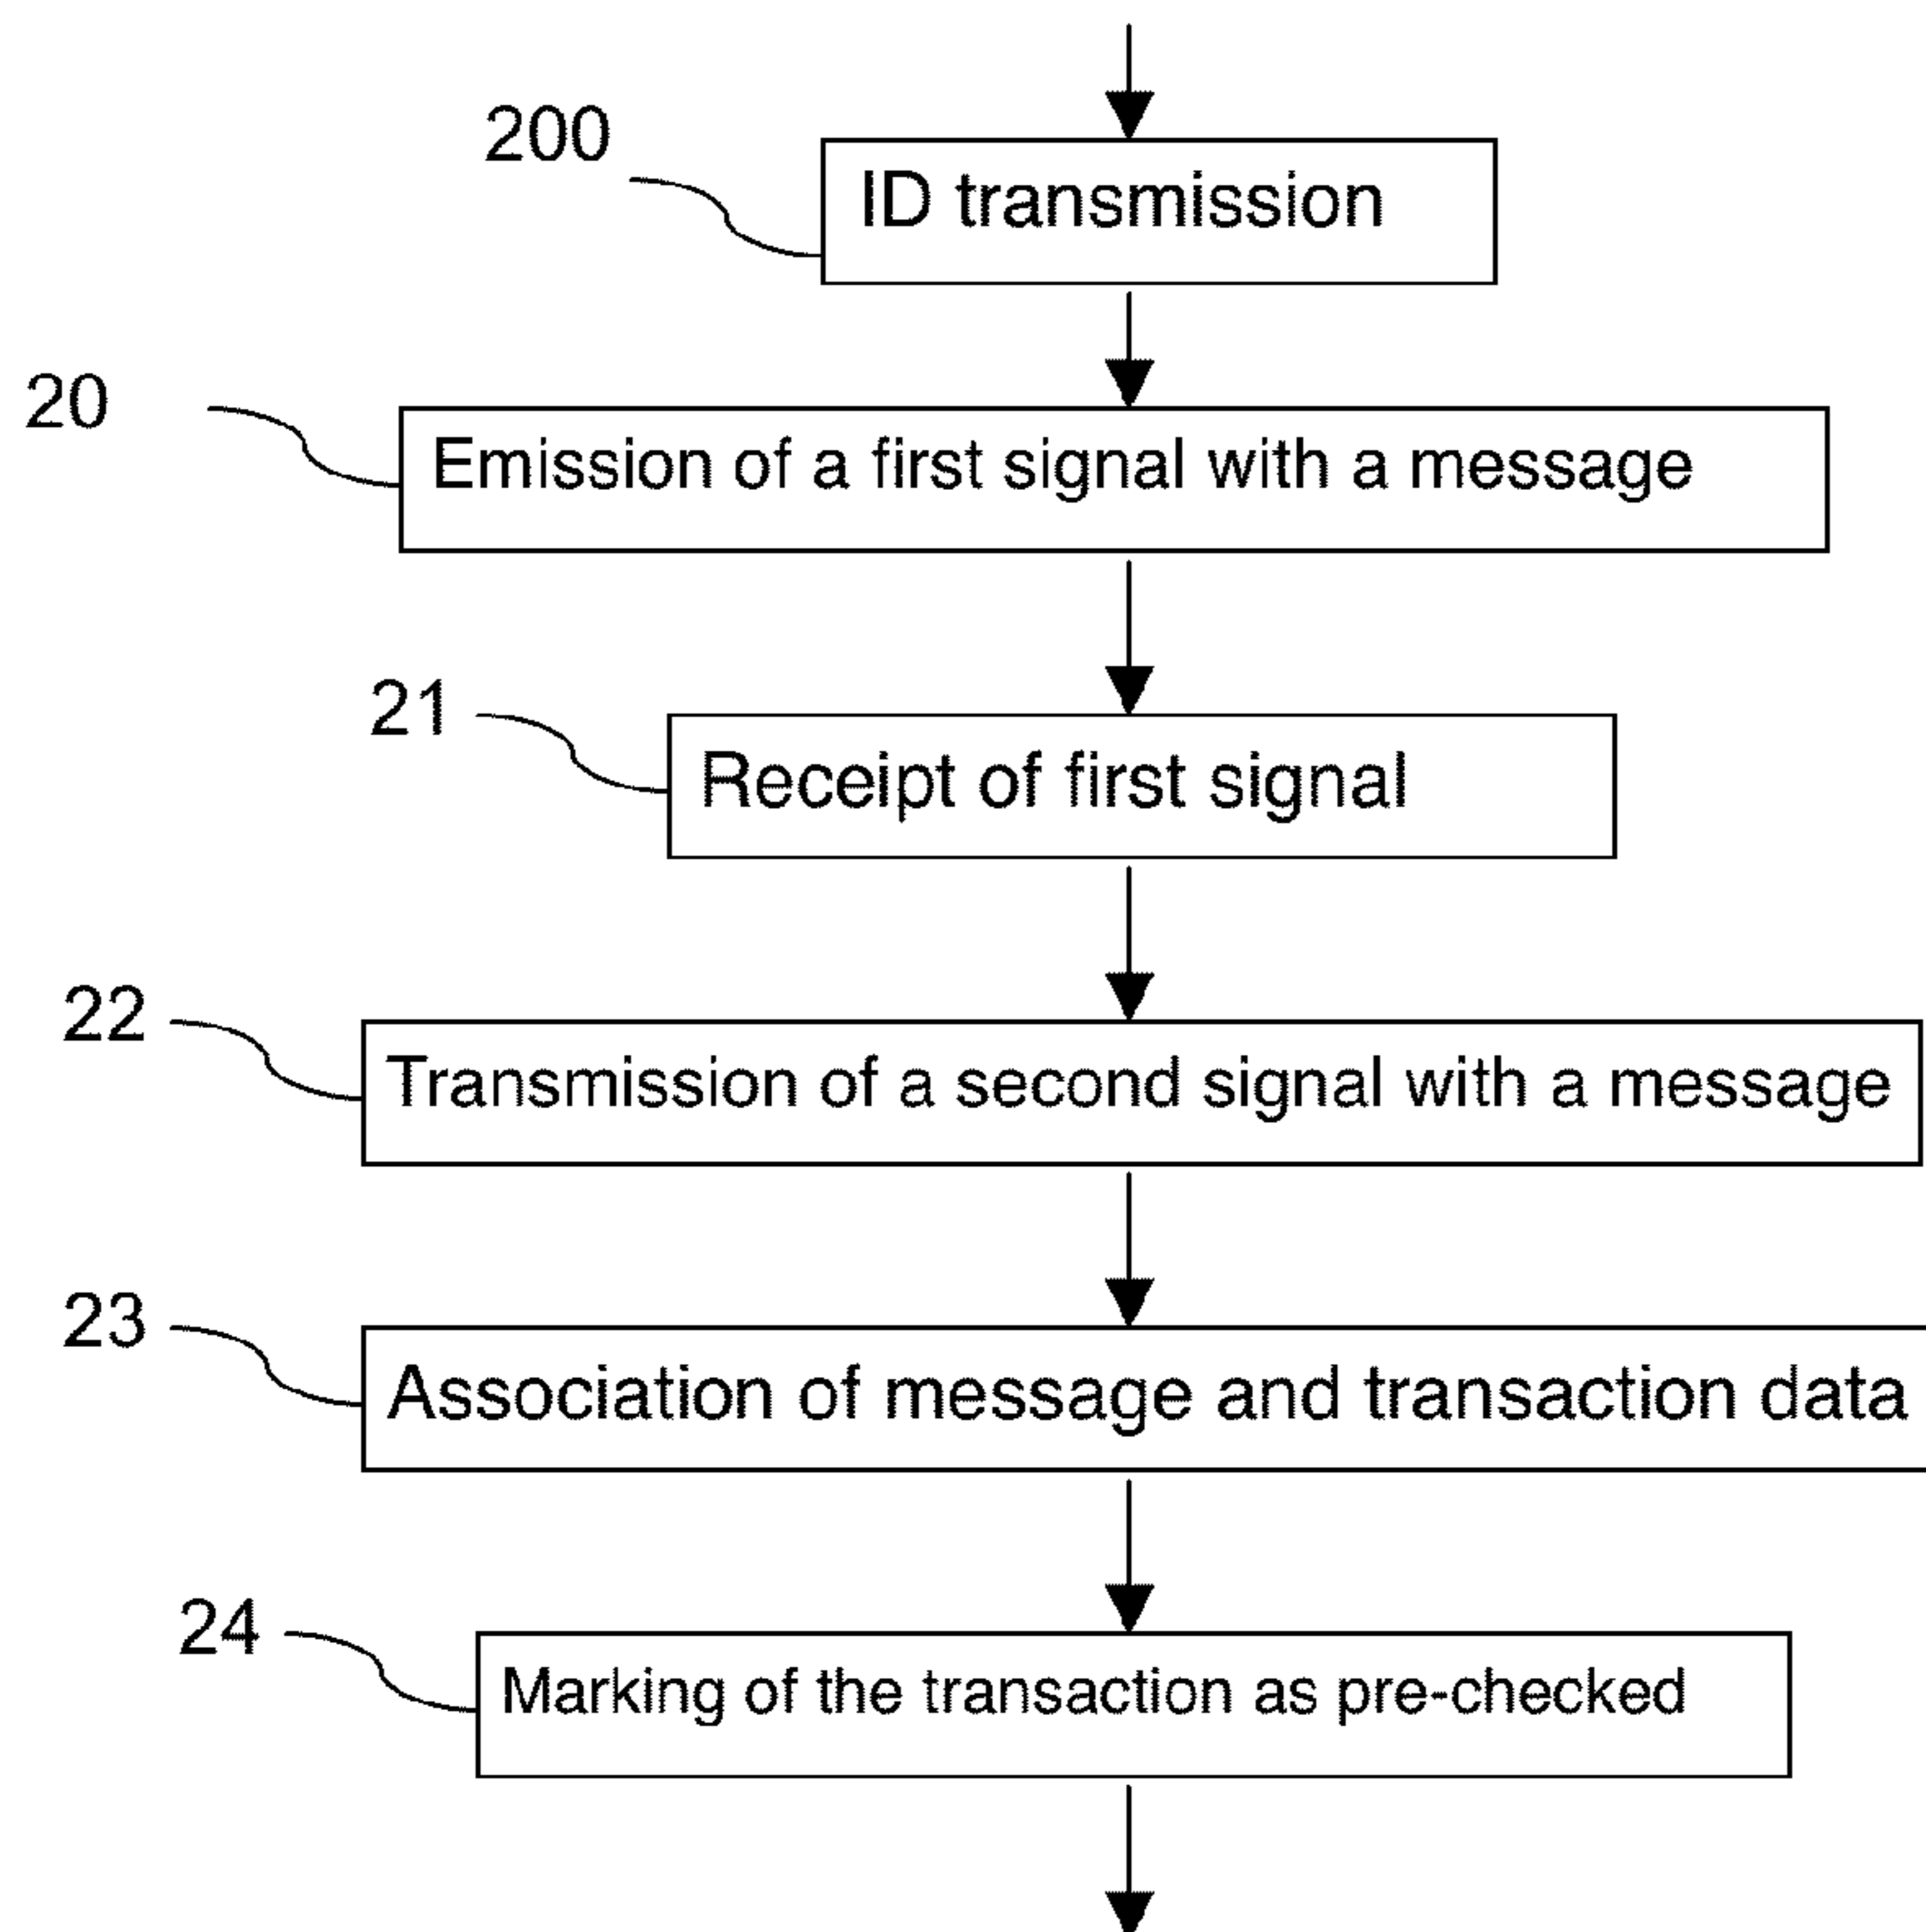 200
ID transmission
20
Emission of a first signal with a message
21
Receipt of first signal
22
Transmission of a second signal with a message
23
Association of message and transaction data
24
Marking of the transaction as pre-checked